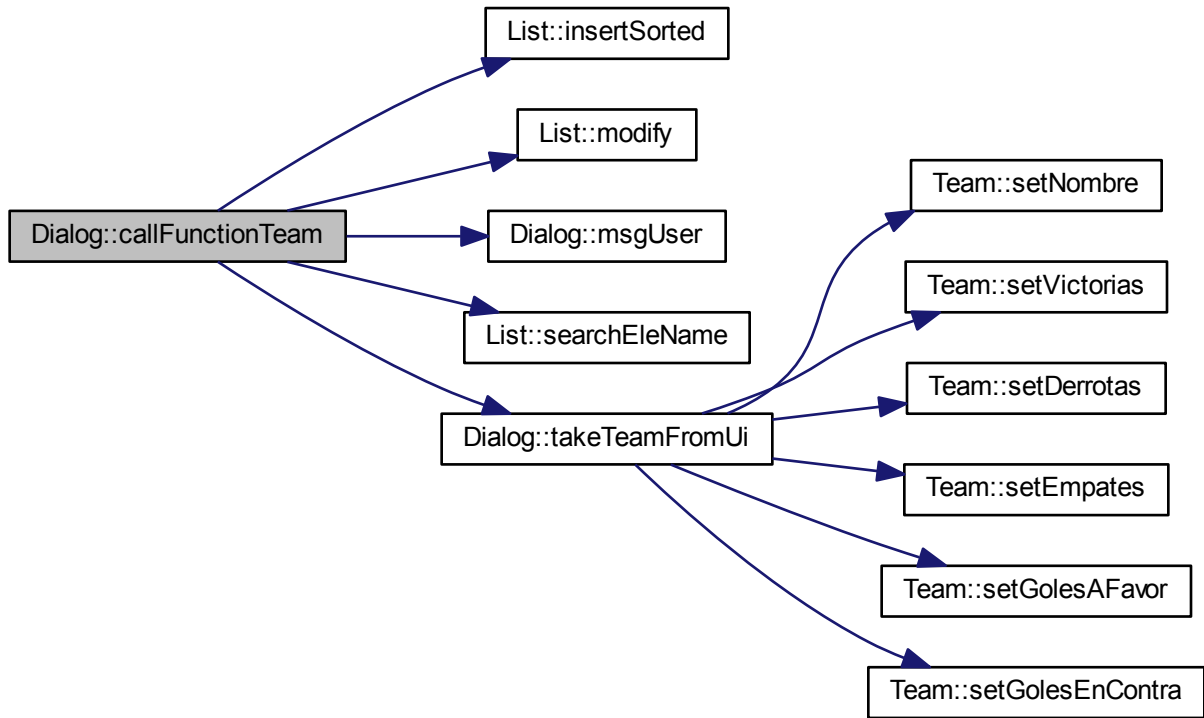 List::insertSorted
List::modify
Dialog::callFunctionTeam
Dialog::msgUser
List::searchEleName
Dialog::takeTeamFromUi
Team::setNombre
Team::setVictorias
Team::setDerrotas
Team::setEmpates
Team::setGolesAFavor
Team::setGolesEnContra